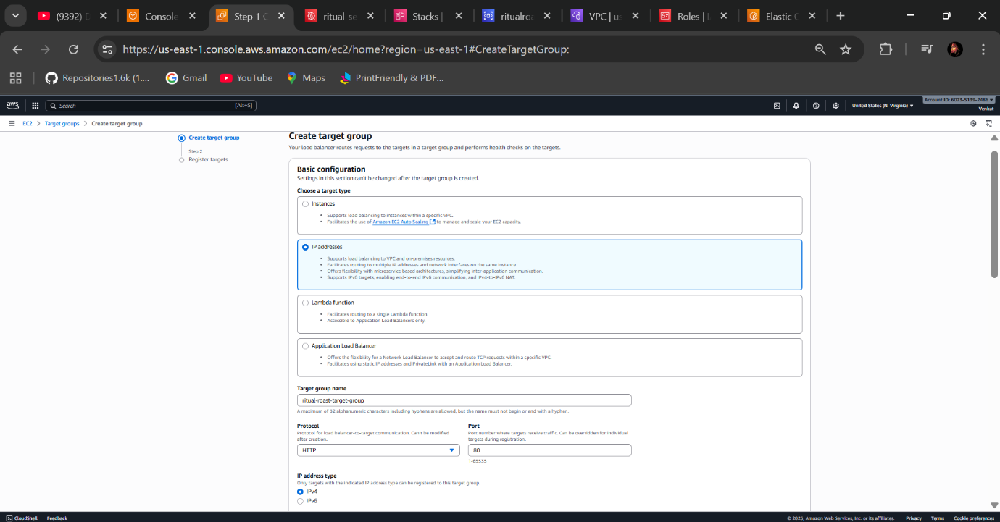 (9392) D
Console
Step 1 C
ritual-se
Stacks |
ritualroa
VPC | us
Roles | I
Elastic C
https://us-east-1.console.aws.amazon.com/ec2/home?region=us-east-1#CreateTargetGroup:
Repositories1.6k (1....
Gmail
YouTube
Maps
PrintFriendly & PDF...
aws
Search
[Alt+S]
United States (N. Virginia)
Account ID: 6023-5139-2486
Venkat
EC2
Target groups
Create target group
Create target group
Step 2
Register targets
Create target group
Your load balancer routes requests to the targets in a target group and performs health checks on the targets.
Basic configuration
Settings in this section can't be changed after the target group is created.
Choose a target type
Instances
• Supports load balancing to instances within a specific VPC.
• Facilitates the use of Amazon EC2 Auto Scaling to manage and scale your EC2 capacity.
IP addresses
• Supports load balancing to VPC and on-premises resources.
• Facilitates routing to multiple IP addresses and network interfaces on the same instance.
• Offers flexibility with microservice based architectures, simplifying inter-application communication.
• Supports IPv6 targets, enabling end-to-end IPv6 communication, and IPv4-to-IPv6 NAT.
Lambda function
• Facilitates routing to a single Lambda function.
• Accessible to Application Load Balancers only.
Application Load Balancer
• Offers the flexibility for a Network Load Balancer to accept and route TCP requests within a specific VPC.
• Facilitates using static IP addresses and PrivateLink with an Application Load Balancer.
Target group name
ritual-roast-target-group
A maximum of 32 alphanumeric characters including hyphens are allowed, but the name must not begin or end with a hyphen.
Protocol
Protocol for load balancer-to-target communication. Can't be modified
after creation.
HTTP
Port
Port number where targets receive traffic. Can be overridden for individual
targets during registration.
80
1-65535
IP address type
Only targets with the indicated IP address type can be registered to this target group.
IPv4
IPv6
CloudShell
Feedback
© 2025, Amazon Web Services, Inc. or its affiliates.
Privacy
Terms
Cookie preferences